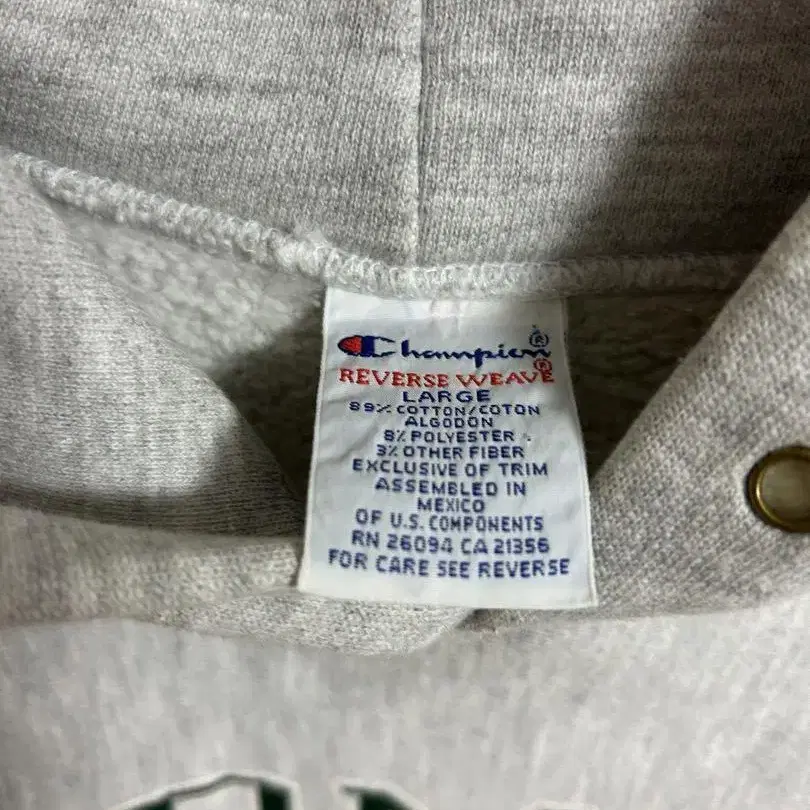 Champion®
REVERSE WEAVE®
LARGE
89% COTTON/COTON
ALGODON
8% POLYESTER
3% OTHER FIBER
EXCLUSIVE OF TRIM
ASSEMBLED IN
MEXICO
OF U.S. COMPONENTS
RN 26094 CA 21356
FOR CARE SEE REVERSE